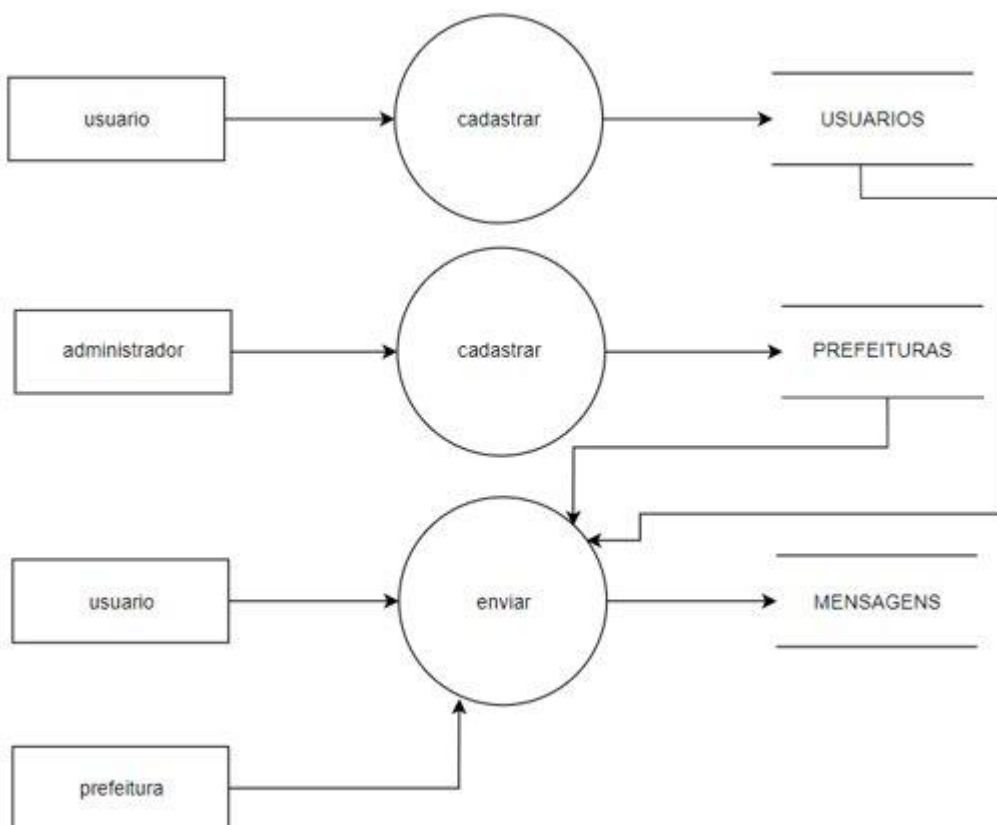 usuario
cadastrar
USUARIOS
administrador
cadastrar
PREFEITURAS
usuario
enviar
MENSAGENS
prefeitura